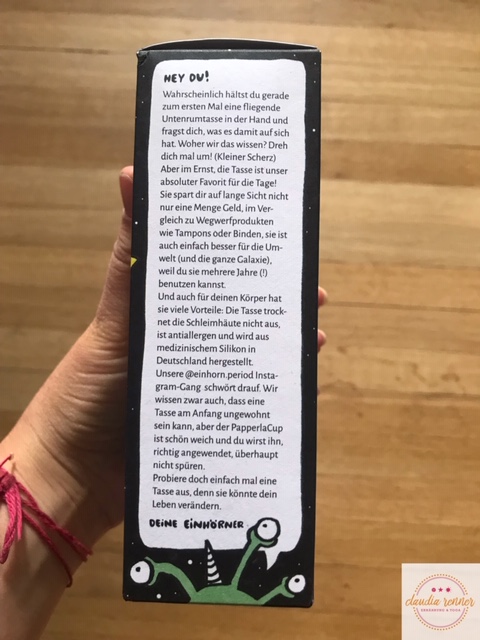 HEY DU!
Wahrscheinlich hältst du gerade
zum ersten Mal eine fliegende
Untenrumtasse in der Hand und
fragst dich, was es damit auf sich
hat. Woher wir das wissen? Dreh
dich mal um! (Kleiner Scherz)
Aber im Ernst, die Tasse ist unser
absoluter Favorit für die Tage!
Sie spart dir auf lange Sicht nicht
nur eine Menge Geld, im Ver-
gleich zu Wegwerfprodukten
wie Tampons oder Binden, sie ist
auch einfach besser für die Um-
welt (und die ganze Galaxie),
weil du sie mehrere Jahre (!)
benutzen kannst.
Und auch für deinen Körper hat
sie viele Vorteile: Die Tasse trock-
net die Schleimhäute nicht aus,
ist antiallergen und wird aus
medizinischem Silikon in
Deutschland hergestellt.
Unsere @einhorn.period Insta-
gram-Gang schwört drauf. Wir
wissen zwar auch, dass eine
Tasse am Anfang ungewohnt
sein kann, aber der PapperlaCup
ist schön weich und du wirst ihn,
richtig angewendet, überhaupt
nicht spüren.
Probiere doch einfach mal eine
Tasse aus, denn sie könnte dein
Leben verändern.
DEINE EINHÖRNER
claudia renner